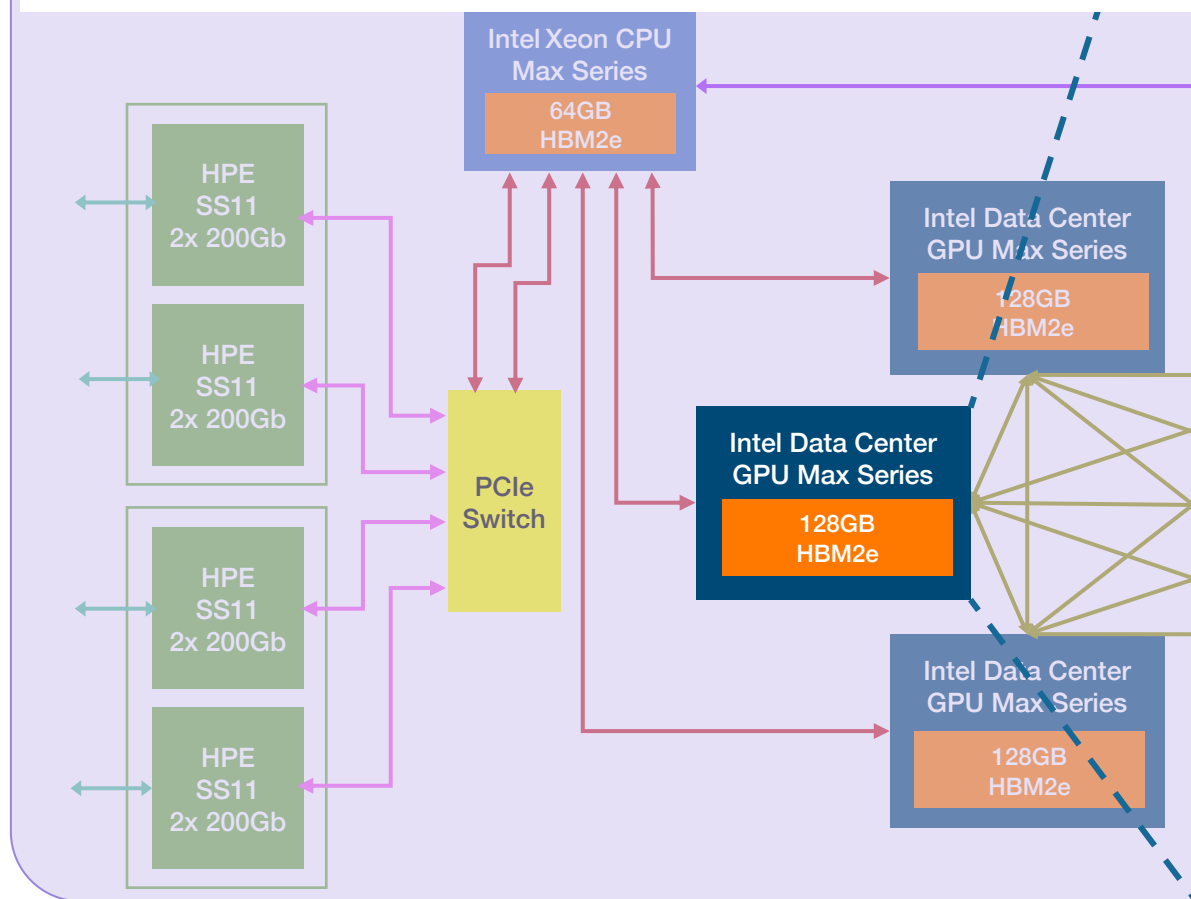 Intel Xeon CPU
Max Series
64GB
HBM2e
HPE
SS11
2x 200Gb
Intel Data Center
GPU Max Series
128GB
HBM2e
HPE
SS11
2x 200Gb
PCIe
Switch
Intel Data Center
GPU Max Series
128GB
HBM2e
HPE
SS11
2x 200Gb
Intel Data Center
GPU Max Series
128GB
HBM2e
HPE
SS11
2x 200Gb